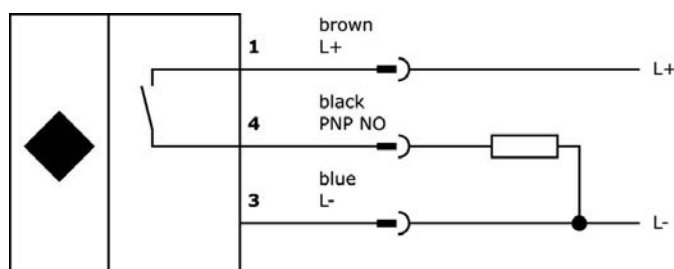 brown
1 L+
L+
black
4 PNP NO
blue
3 L-
L-